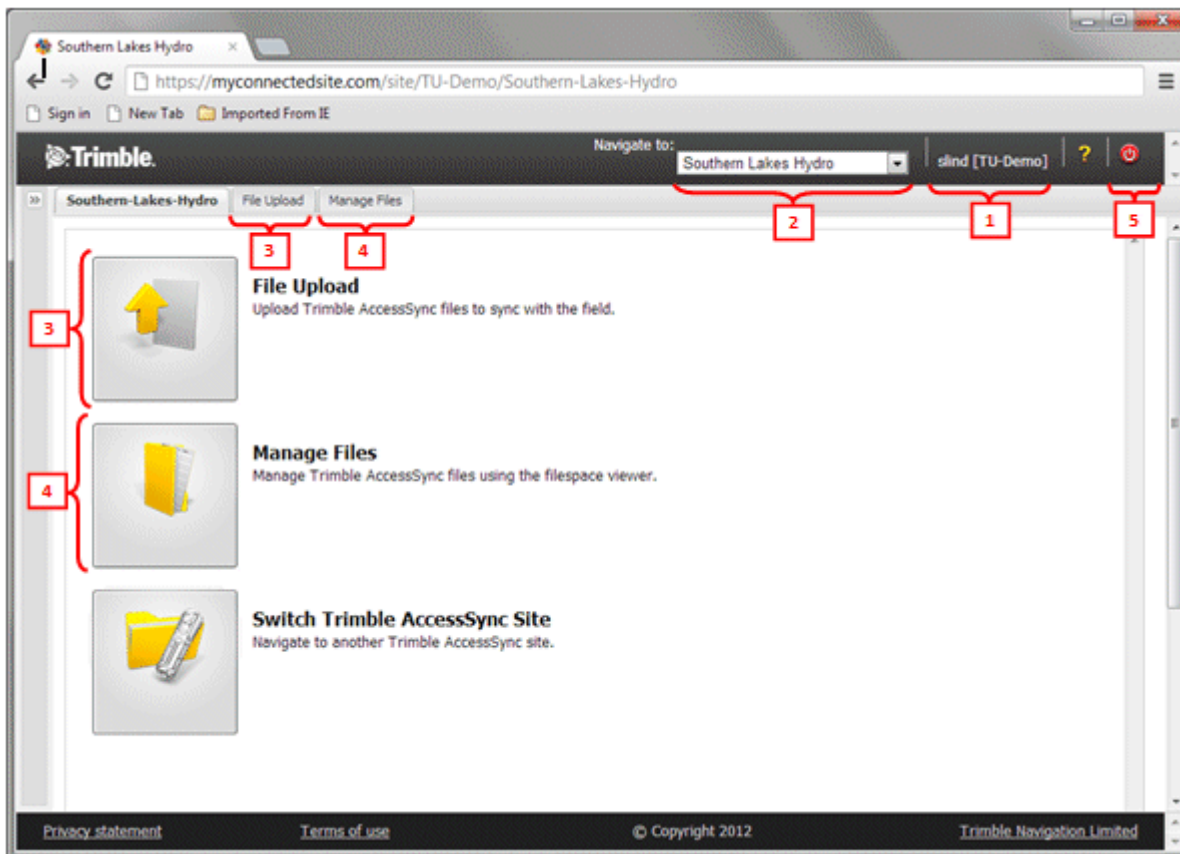 Southern Lakes Hydro
https://myconnectedsite.com/site/TU-Demo/Southern-Lakes-Hydro
Sign in New Tab Imported From IE
Trimble. Navigate to: Southern Lakes Hydro slind [TU-Demo] ?
2 1 5
Southern-Lakes-Hydro File Upload Manage Files
3 4
3
File Upload
Upload Trimble AccessSync files to sync with the field.
4
Manage Files
Manage Trimble AccessSync files using the filespace viewer.
Switch Trimble AccessSync Site
Navigate to another Trimble AccessSync site.
Privacy statement Terms of use © Copyright 2012 Trimble Navigation Limited